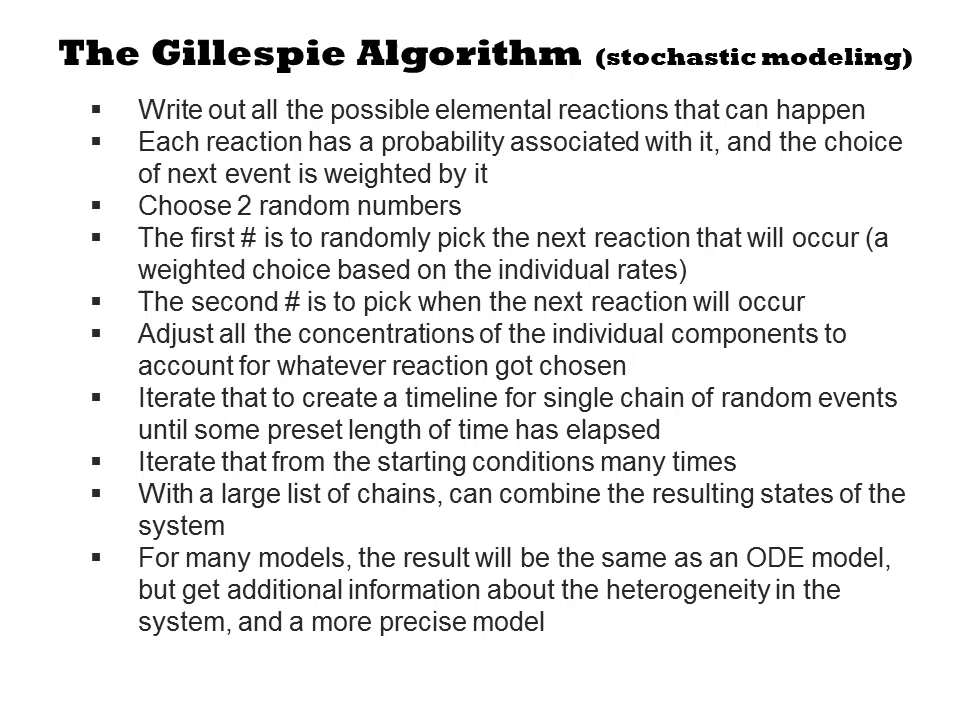 The Gillespie Algorithm (stochastic modeling)
▪ Write out all the possible elemental reactions that can happen
▪ Each reaction has a probability associated with it, and the choice
of next event is weighted by it
▪ Choose 2 random numbers
▪ The first # is to randomly pick the next reaction that will occur (a
weighted choice based on the individual rates)
▪ The second # is to pick when the next reaction will occur
▪ Adjust all the concentrations of the individual components to
account for whatever reaction got chosen
▪ Iterate that to create a timeline for single chain of random events
until some preset length of time has elapsed
▪ Iterate that from the starting conditions many times
▪ With a large list of chains, can combine the resulting states of the
system
▪ For many models, the result will be the same as an ODE model,
but get additional information about the heterogeneity in the
system, and a more precise model